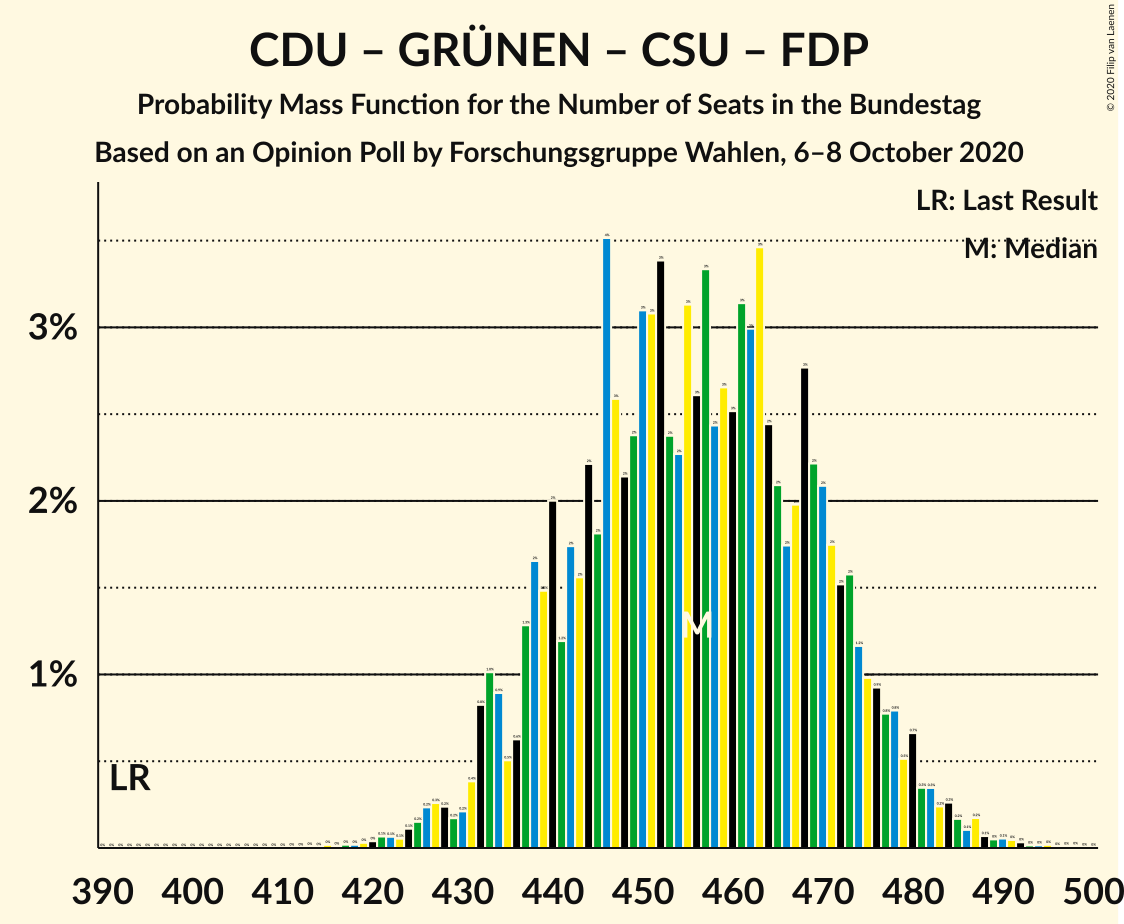 CDU – GRÜNEN – CSU – FDP
Probability Mass Function for the Number of Seats in the Bundestag
Based on an Opinion Poll by Forschungsgruppe Wahlen, 6–8 October 2020
© 2020 Filip van Laenen
LR: Last Result
M: Median
3%
2%
1%
LR
M
390 400 410 420 430 440 450 460 470 480 490 500